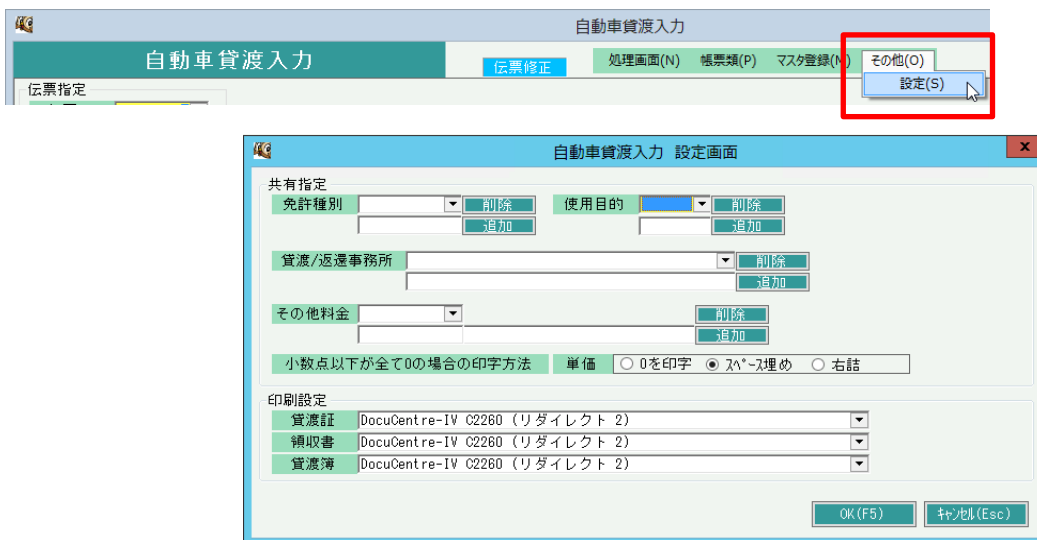 自動車貸渡入力
自動車貸渡入力
伝票修正 処理画面(N) 帳票類(P) マスタ登録(M) その他(O)
設定(S)
伝票指定
自動車貸渡入力 設定画面
x
共有指定
免許種別 削除 使用目的 削除
追加 追加
貸渡/返還事務所 削除
追加
その他料金 削除
追加
小数点以下が全て0の場合の印字方法 単価 0を印字 スペース埋め 右詰
印刷設定
貸渡証 DocuCentre-IV C2260 (リダイレクト 2)
領収書 DocuCentre-IV C2260 (リダイレクト 2)
貸渡簿 DocuCentre-IV C2260 (リダイレクト 2)
OK(F5) キャンセル(Esc)